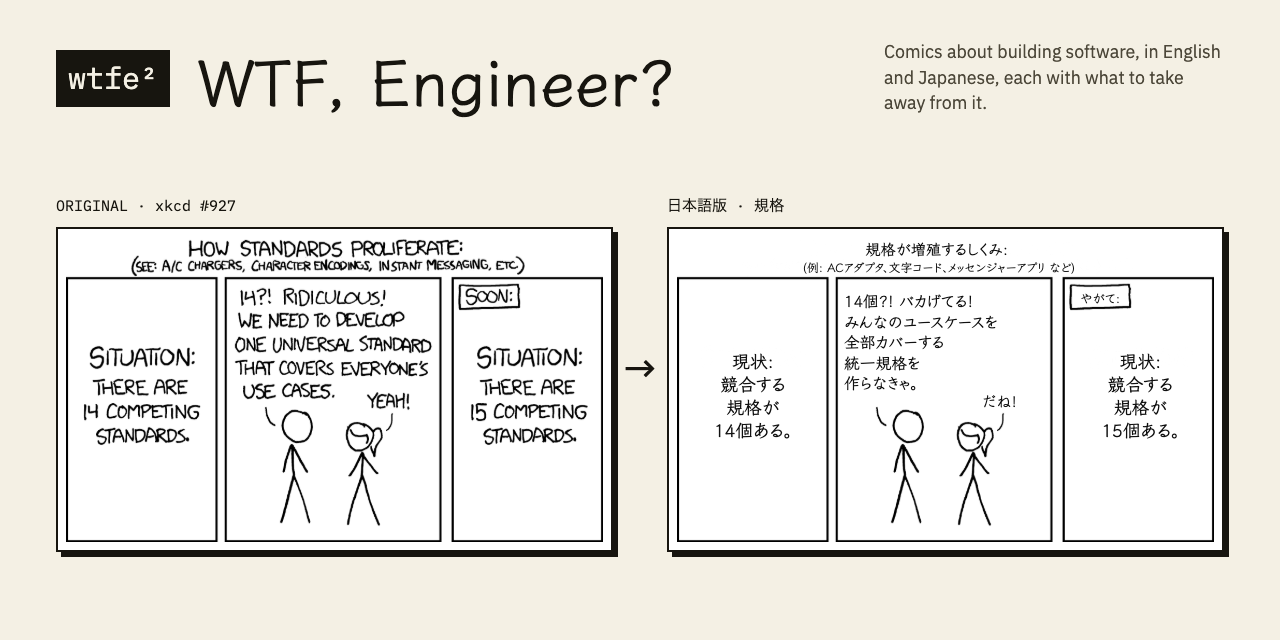 wtfe²
WTF, Engineer?
Comics about building software, in English
and Japanese, each with what to take
away from it.
ORIGINAL · xkcd #927
HOW STANDARDS PROLIFERATE:
(SEE: A/C CHARGERS, CHARACTER ENCODINGS, INSTANT MESSAGING, ETC.)
SITUATION:
THERE ARE
14 COMPETING
STANDARDS.
14?! RIDICULOUS!
WE NEED TO DEVELOP
ONE UNIVERSAL STANDARD
THAT COVERS EVERYONE'S
USE CASES.
YEAH!
SOON:
SITUATION:
THERE ARE
15 COMPETING
STANDARDS.
→
日本語版 · 規格
規格が増殖するしくみ:
(例: ACアダプタ、文字コード、メッセンジャーアプリ など)
現状:
競合する
規格が
14個ある。
14個?! バカげてる!
みんなのユースケースを
全部カバーする
統一規格を
作らなきゃ。
だね!
やがて:
現状:
競合する
規格が
15個ある。